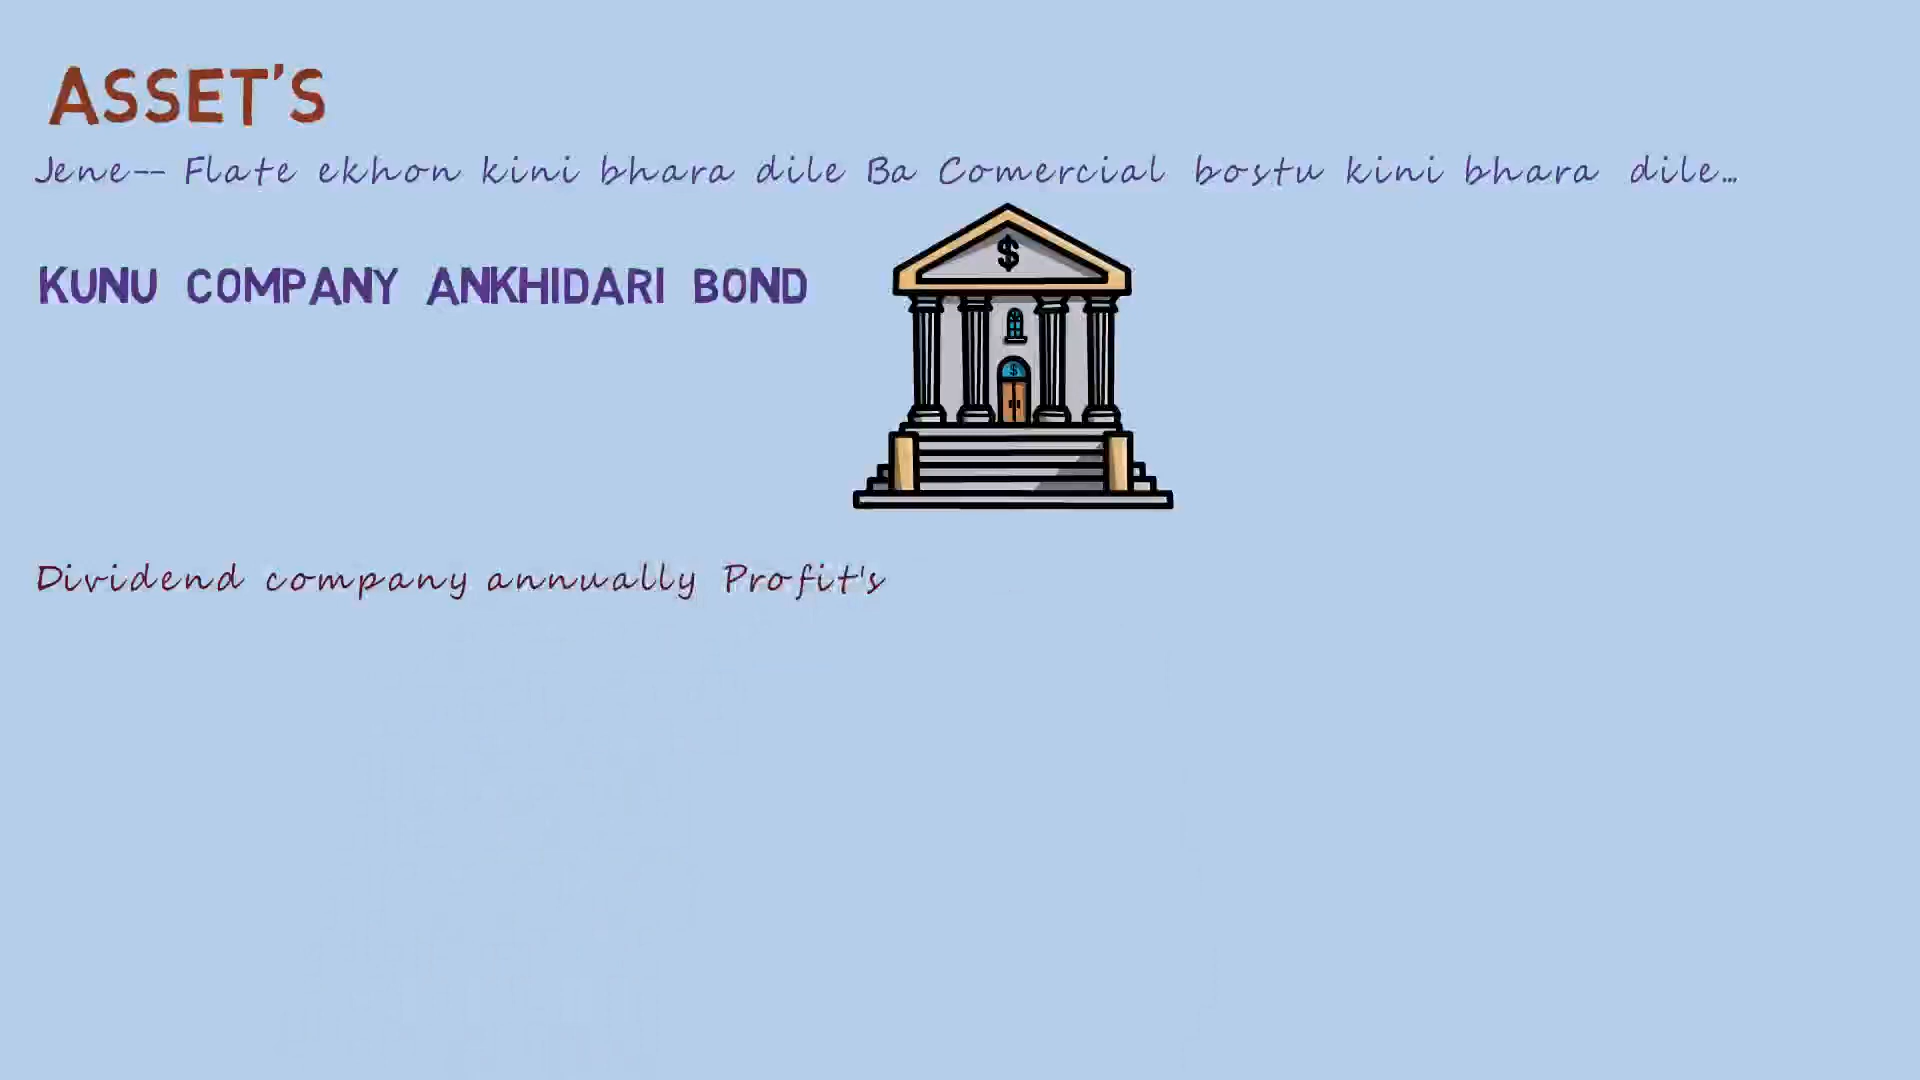 ASSET'S
Jene-- Flate ekhon kini bhara dile Ba Comercial bostu kini bhara dile...
KUNU COMPANY ANKHIDARI BOND
$
$
Dividend company annually Profit's